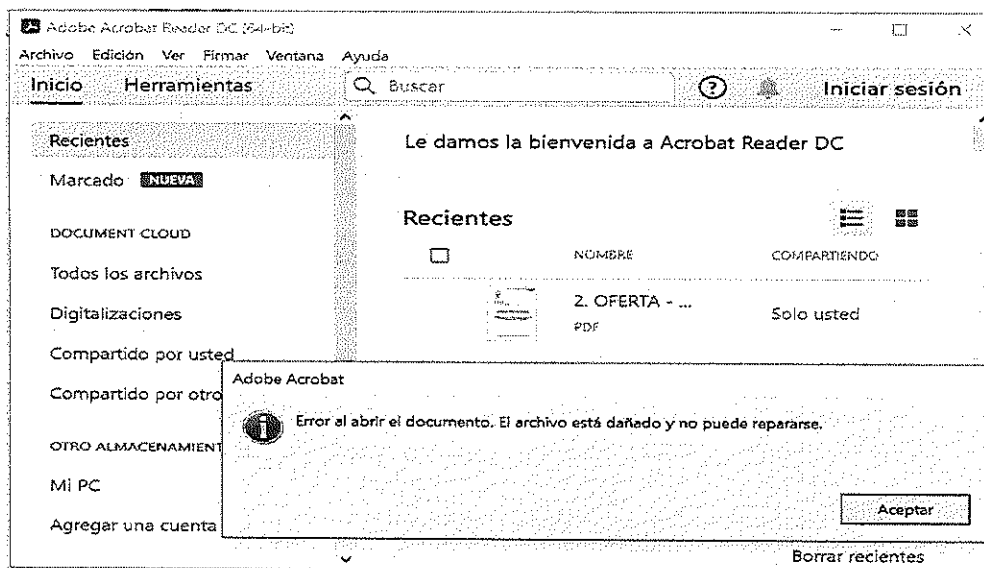 Adobe Acrobat Reader DC (64-bit)
Archivo Edición Ver Firmar Ventana Ayuda
Inicio Herramientas Buscar ? Iniciar sesión
Recientes
Marcado NUEVA
DOCUMENT CLOUD
Todos los archivos
Digitalizaciones
Compartido por usted
Compartido por otro
OTRO ALMACENAMIENT
Mi PC
Agregar una cuenta
Le damos la bienvenida a Acrobat Reader DC
Recientes
NOMBRE COMPARTIENDO
2. OFERTA - ... Solo usted
PDF
Adobe Acrobat
Error al abrir el documento. El archivo está dañado y no puede repararse.
Aceptar
Borrar recientes